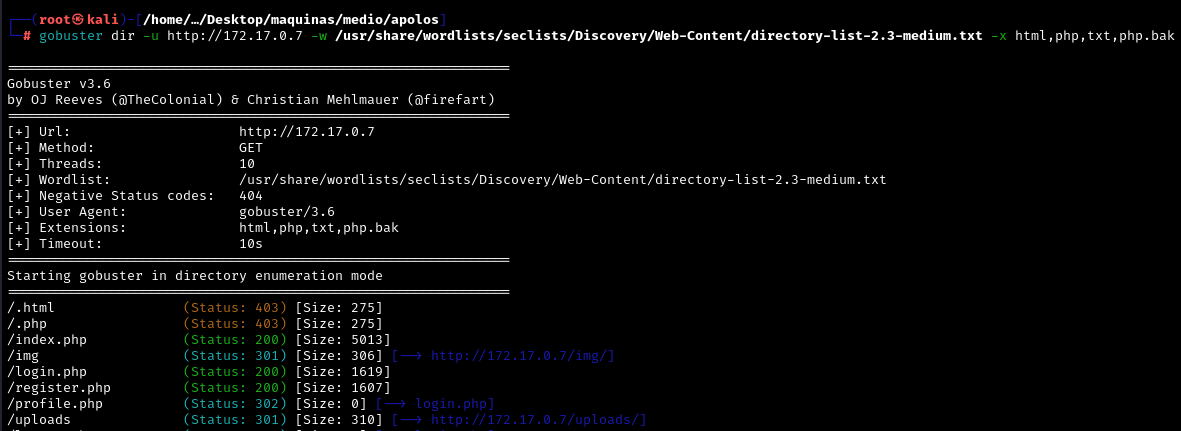 ┌──(root㉿kali)-[/home/…/Desktop/maquinas/medio/apolos]
└─# gobuster dir -u http://172.17.0.7 -w /usr/share/wordlists/seclists/Discovery/Web-Content/directory-list-2.3-medium.txt -x html,php,txt,php.bak
===============================================================
Gobuster v3.6
by OJ Reeves (@TheColonial) & Christian Mehlmauer (@firefart)
===============================================================
[+] Url: http://172.17.0.7
[+] Method: GET
[+] Threads: 10
[+] Wordlist: /usr/share/wordlists/seclists/Discovery/Web-Content/directory-list-2.3-medium.txt
[+] Negative Status codes: 404
[+] User Agent: gobuster/3.6
[+] Extensions: html,php,txt,php.bak
[+] Timeout: 10s
===============================================================
Starting gobuster in directory enumeration mode
===============================================================
/.html (Status: 403) [Size: 275]
/.php (Status: 403) [Size: 275]
/index.php (Status: 200) [Size: 5013]
/img (Status: 301) [Size: 306] [--> http://172.17.0.7/img/]
/login.php (Status: 200) [Size: 1619]
/register.php (Status: 200) [Size: 1607]
/profile.php (Status: 302) [Size: 0] [--> login.php]
/uploads (Status: 301) [Size: 310] [--> http://172.17.0.7/uploads/]